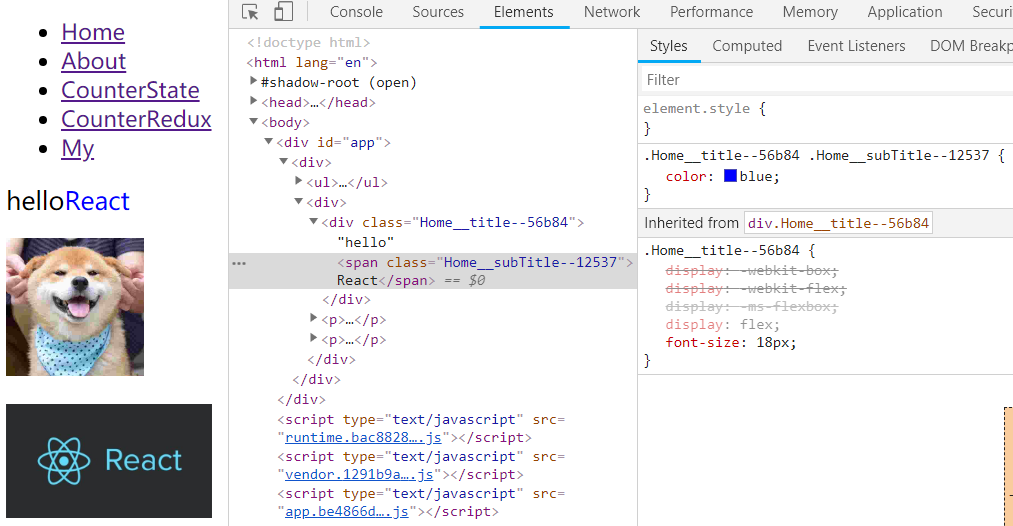 Home
About
CounterState
CounterRedux
My
helloReact
React
Console Sources Elements Network Performance Memory Application Securi
<!doctype html>
<html lang="en">
#shadow-root (open)
<head>…</head>
<body>
<div id="app">
<div>
<ul>…</ul>
<div>
<div class="Home__title--56b84">
"hello"
<span class="Home__subTitle--12537">
React</span> == $0
</div>
<p>…</p>
<p>…</p>
</div>
</div>
</div>
<script type="text/javascript" src=
"runtime.bac8828….js"></script>
<script type="text/javascript" src=
"vendor.1291b9a….js"></script>
<script type="text/javascript" src=
"app.be4866d….js"></script>
Styles Computed Event Listeners DOM Breakp
Filter
element.style {
}
.Home__title--56b84 .Home__subTitle--12537 {
color: blue;
}
Inherited from div.Home__title--56b84
.Home__title--56b84 {
display: -webkit-box;
display: -webkit-flex;
display: -ms-flexbox;
display: flex;
font-size: 18px;
}